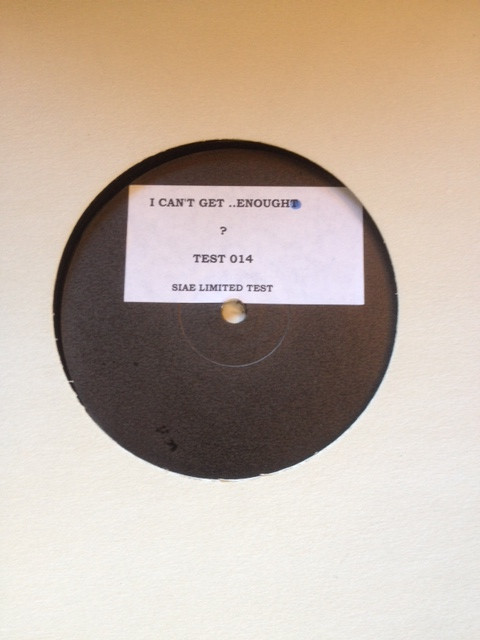 I CAN'T GET ..ENOUGHT
?
TEST 014
SIAE LIMITED TEST